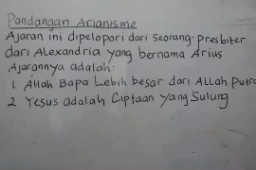 Pandangan Arianisme
Ajaran ini dipelopori dari seorang presbiter
dari Alexandria yang bernama Arius
Ajarannya adalah:
1. Allah Bapa Lebih besar dari Allah Putra
2 Yesus adalah Ciptaan Yang Sulung